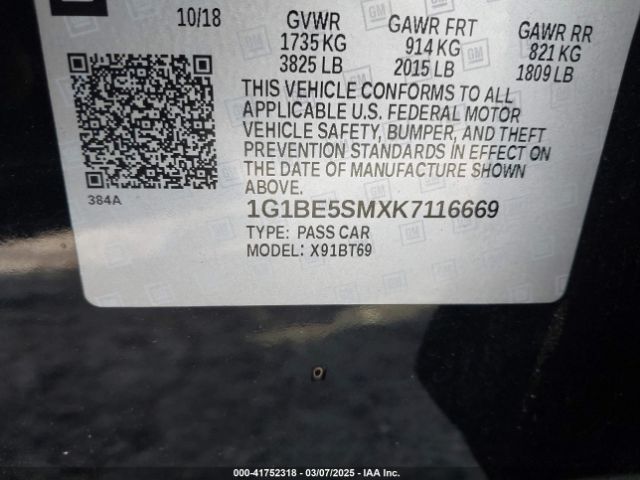 10/18
GVWR
1735 KG
3825 LB
GAWR FRT
914 KG
2015 LB
GAWR RR
821 KG
1809 LB
THIS VEHICLE CONFORMS TO ALL
APPLICABLE U.S. FEDERAL MOTOR
VEHICLE SAFETY, BUMPER, AND THEFT
PREVENTION STANDARDS IN EFFECT ON
THE DATE OF MANUFACTURE SHOWN
ABOVE.
384A
1G1BE5SMXK7116669
TYPE: PASS CAR
MODEL: X91BT69
000-41752318 - 03/07/2025 - IAA Inc.